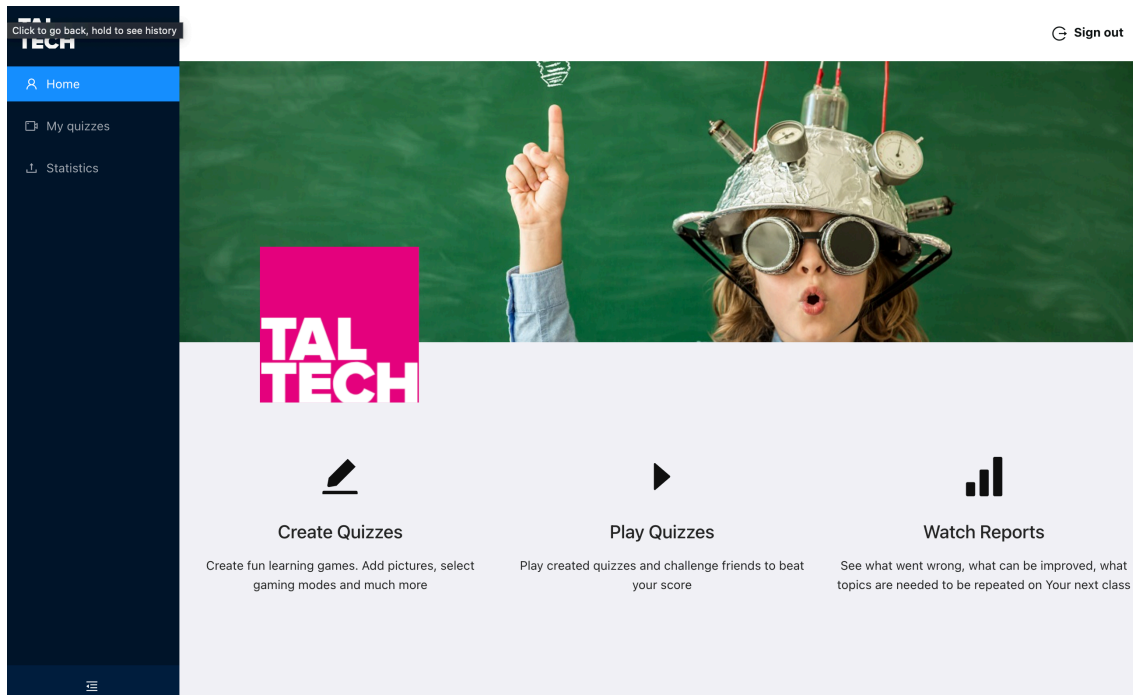 TAL
Click to go back, hold to see history
TECH
Sign out
Home
My quizzes
Statistics
TAL
TECH
Create Quizzes
Create fun learning games. Add pictures, select
gaming modes and much more
Play Quizzes
Play created quizzes and challenge friends to beat
your score
Watch Reports
See what went wrong, what can be improved, what
topics are needed to be repeated on Your next class